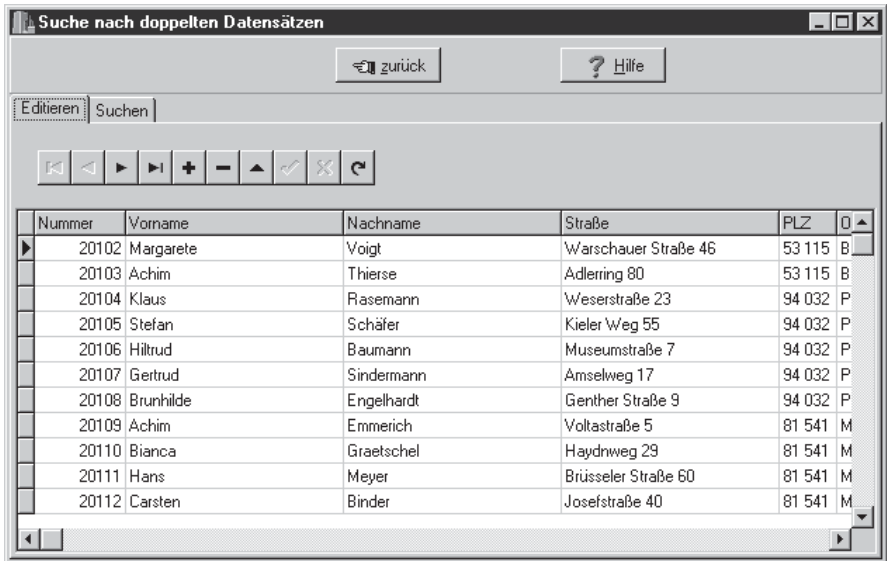 Suche nach doppelten Datensätzen
zurück Hilfe
Editieren Suchen
Nummer Vorname Nachname Straße PLZ O
20102 Margarete Voigt Warschauer Straße 46 53 115 B
20103 Achim Thierse Adlerring 80 53 115 B
20104 Klaus Rasemann Weserstraße 23 94 032 P
20105 Stefan Schäfer Kieler Weg 55 94 032 P
20106 Hiltrud Baumann Museumstraße 7 94 032 P
20107 Gertrud Sindermann Amselweg 17 94 032 P
20108 Brunhilde Engelhardt Genther Straße 9 94 032 P
20109 Achim Emmerich Voltastraße 5 81 541 M
20110 Bianca Graetschel Haydnweg 29 81 541 M
20111 Hans Meyer Brüsseler Straße 60 81 541 M
20112 Carsten Binder Josefstraße 40 81 541 M